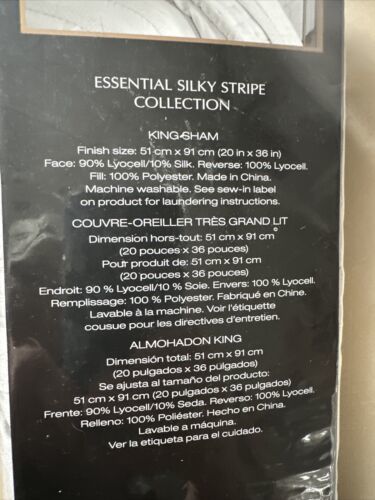 ESSENTIAL SILKY STRIPE
COLLECTION
KING SHAM
Finish size: 51 cm x 91 cm (20 in x 36 in)
Face: 90% Lyocell/10% Silk. Reverse: 100% Lyocell.
Fill: 100% Polyester. Made in China.
Machine washable. See sew-in label
on product for laundering instructions.
COUVRE-OREILLER TRÈS GRAND LIT
Dimension hors-tout: 51 cm x 91 cm
(20 pouces x 36 pouces)
Pour produit de: 51 cm x 91 cm
(20 pouces x 36 pouces)
Endroit: 90 % Lyocell/10 % Soie. Envers: 100 % Lyocell.
Remplissage: 100 % Polyester. Fabriqué en Chine.
Lavable à la machine. Voir l'étiquette
cousue pour les directives d'entretien.
ALMOHADON KING
Dimensión total: 51 cm x 91 cm
(20 pulgados x 36 pulgados)
Se ajusta al tamaño del producto:
51 cm x 91 cm (20 pulgados x 36 pulgados)
Frente: 90% Lyocell/10% Seda. Reverso: 100% Lyocell.
Relleno: 100% Poliéster. Hecho en China.
Lavable a máquina.
Ver la etiqueta para el cuidado.